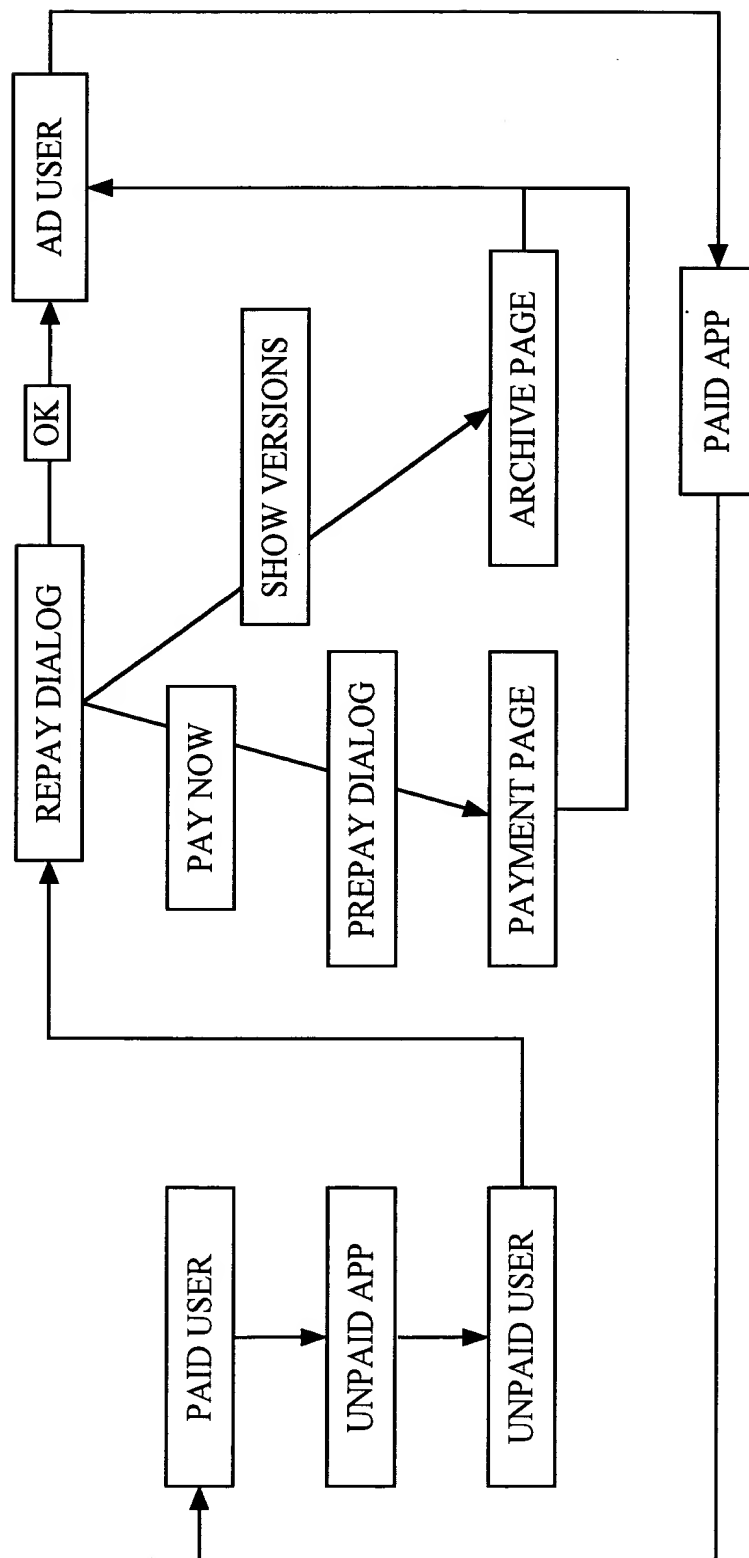 PAID USER
UNPAID APP
UNPAID USER
REPAY DIALOG
OK
AD USER
PAY NOW
SHOW VERSIONS
PREPAY DIALOG
PAYMENT PAGE
ARCHIVE PAGE
PAID APP